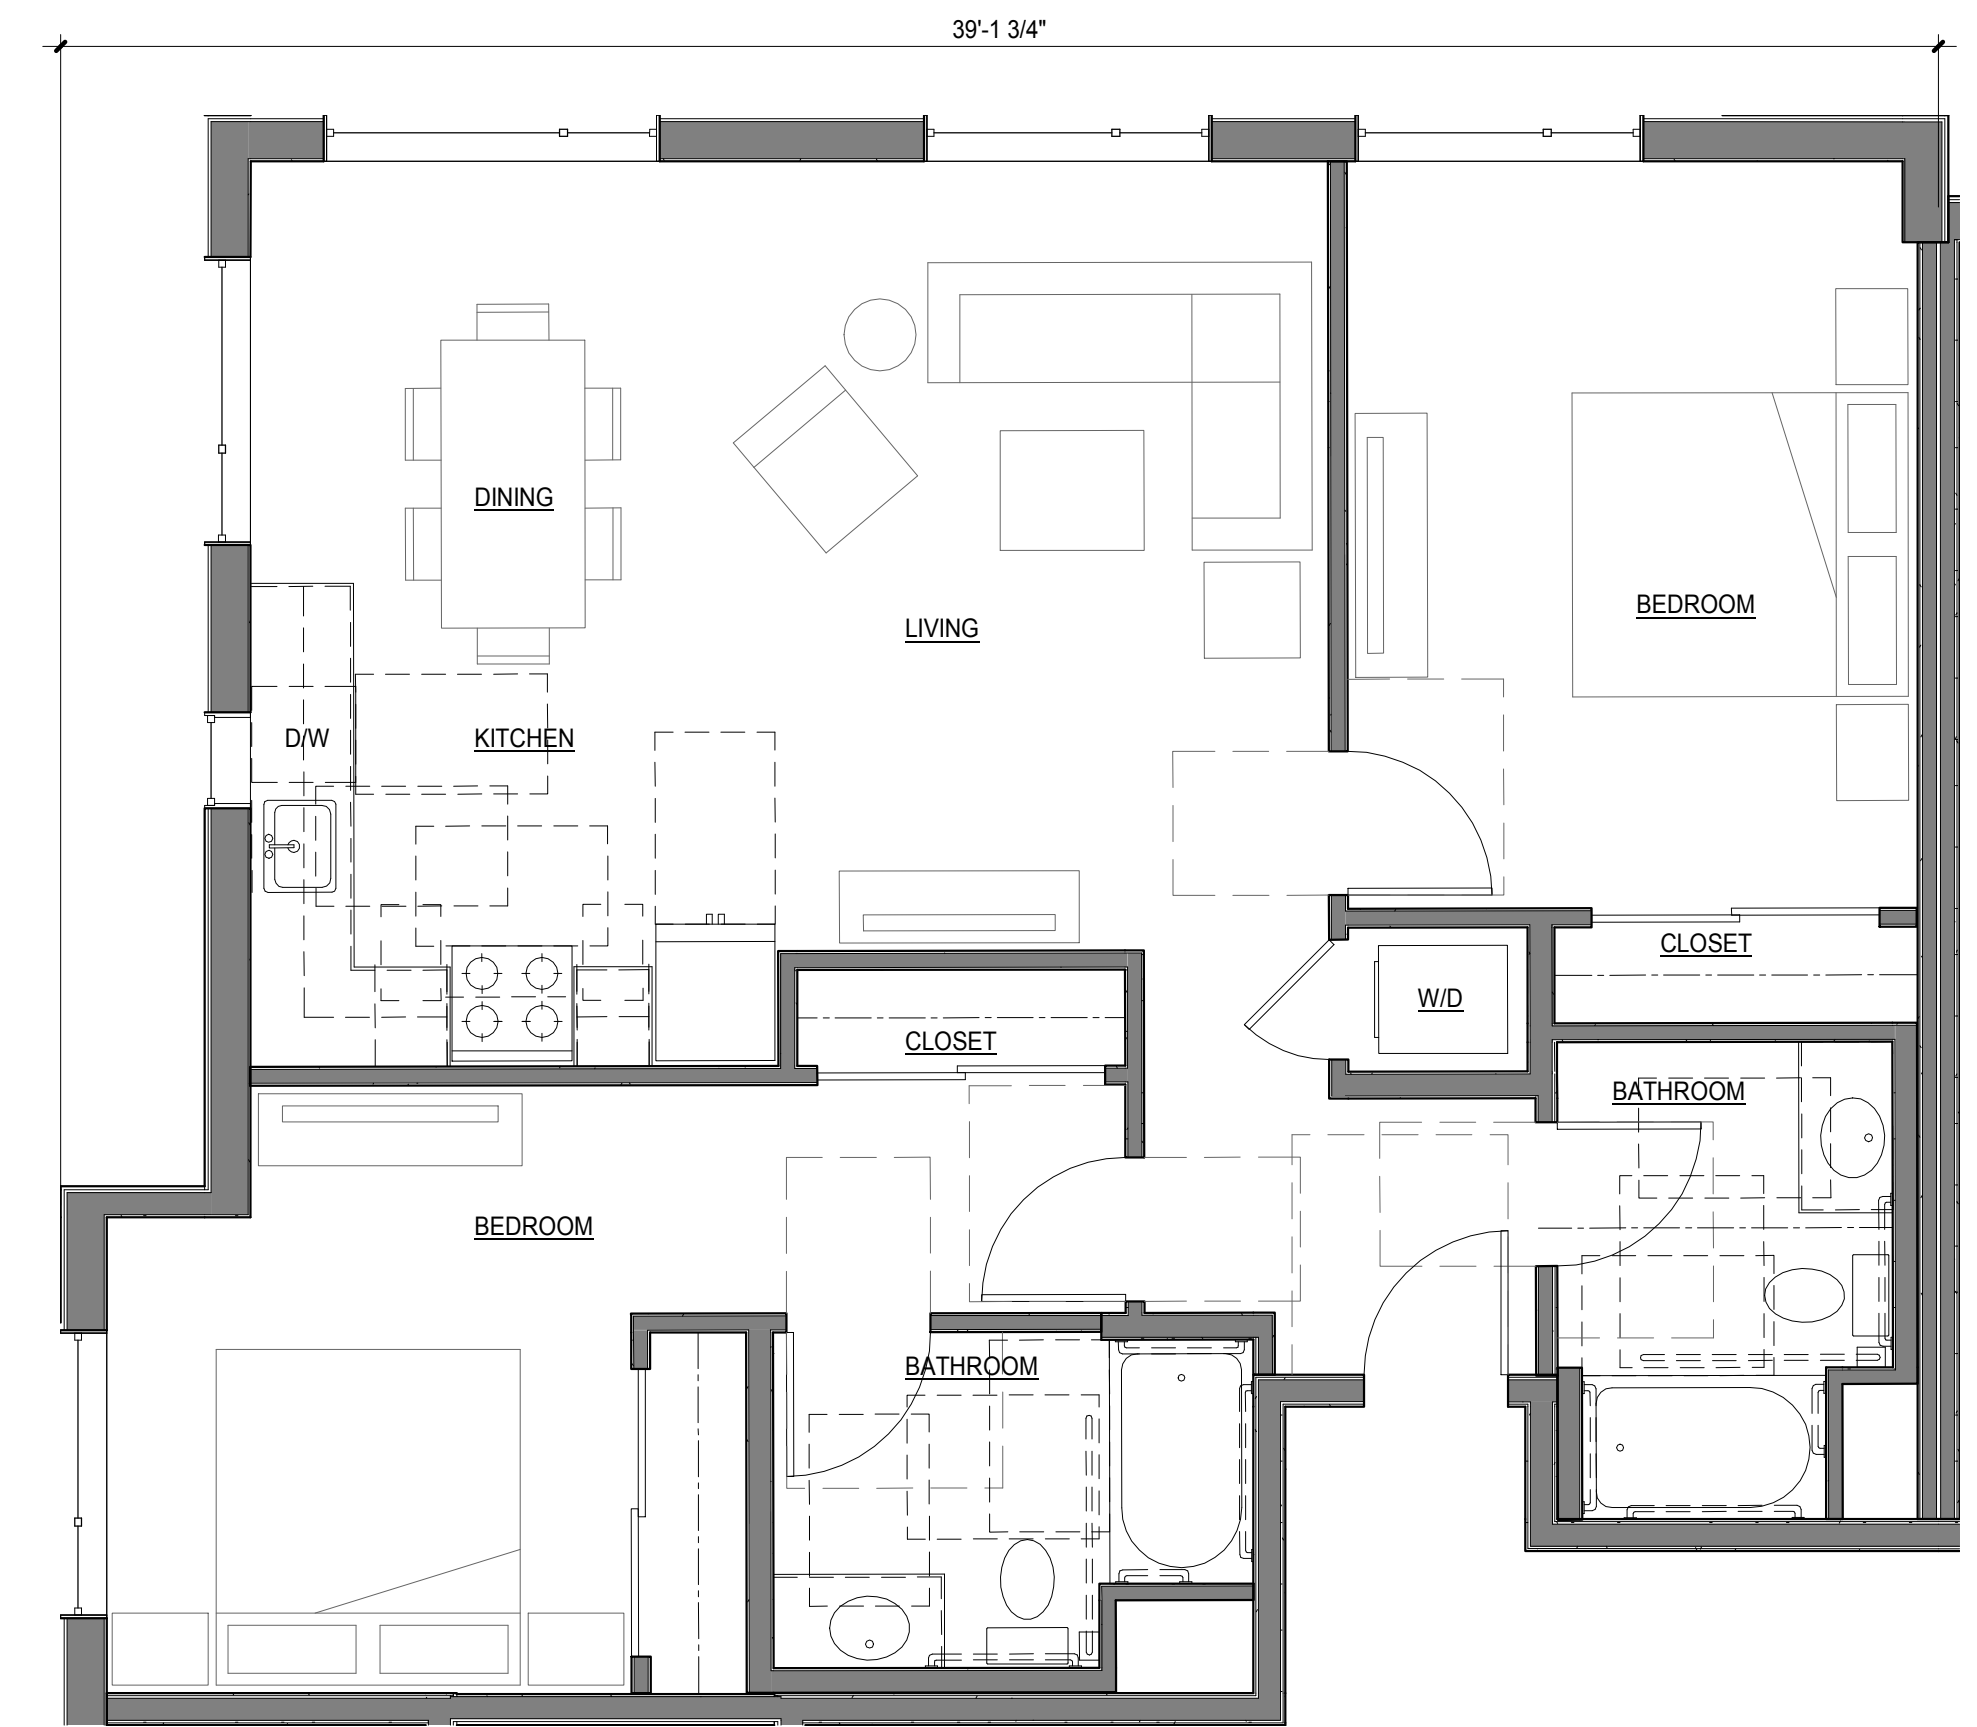 39'-1 3/4"
DINING
BEDROOM
LIVING
D/W
KITCHEN
CLOSET
W/D
CLOSET
BATHROOM
BEDROOM
BATHROOM